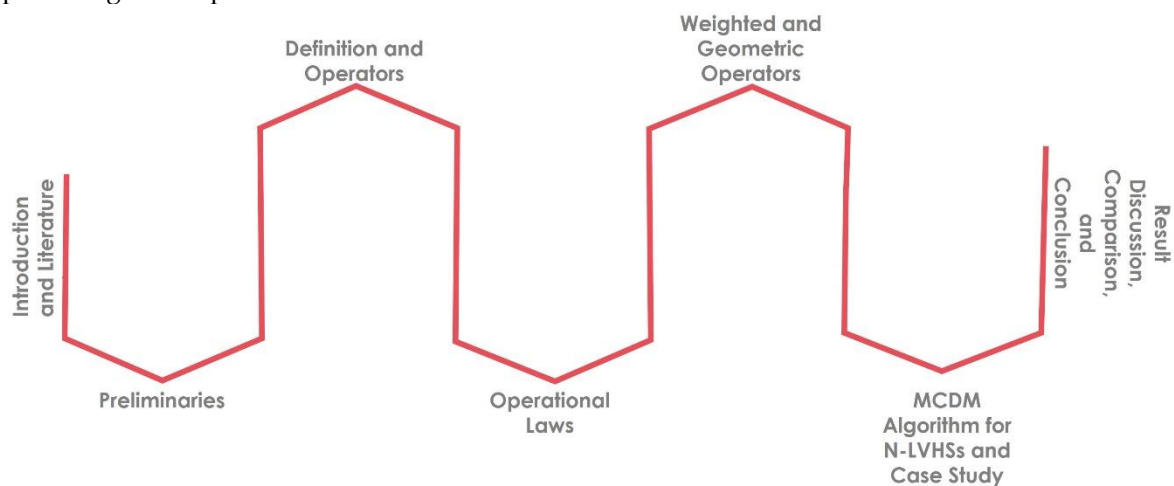 Introduction
and Literature
Preliminaries
Definition and
Operators
Operational
Laws
Weighted and
Geometric
Operators
MCDM
Algorithm for
N-LVHSs and
Case Study
Result
Discussion,
Comparison,
and
Conclusion